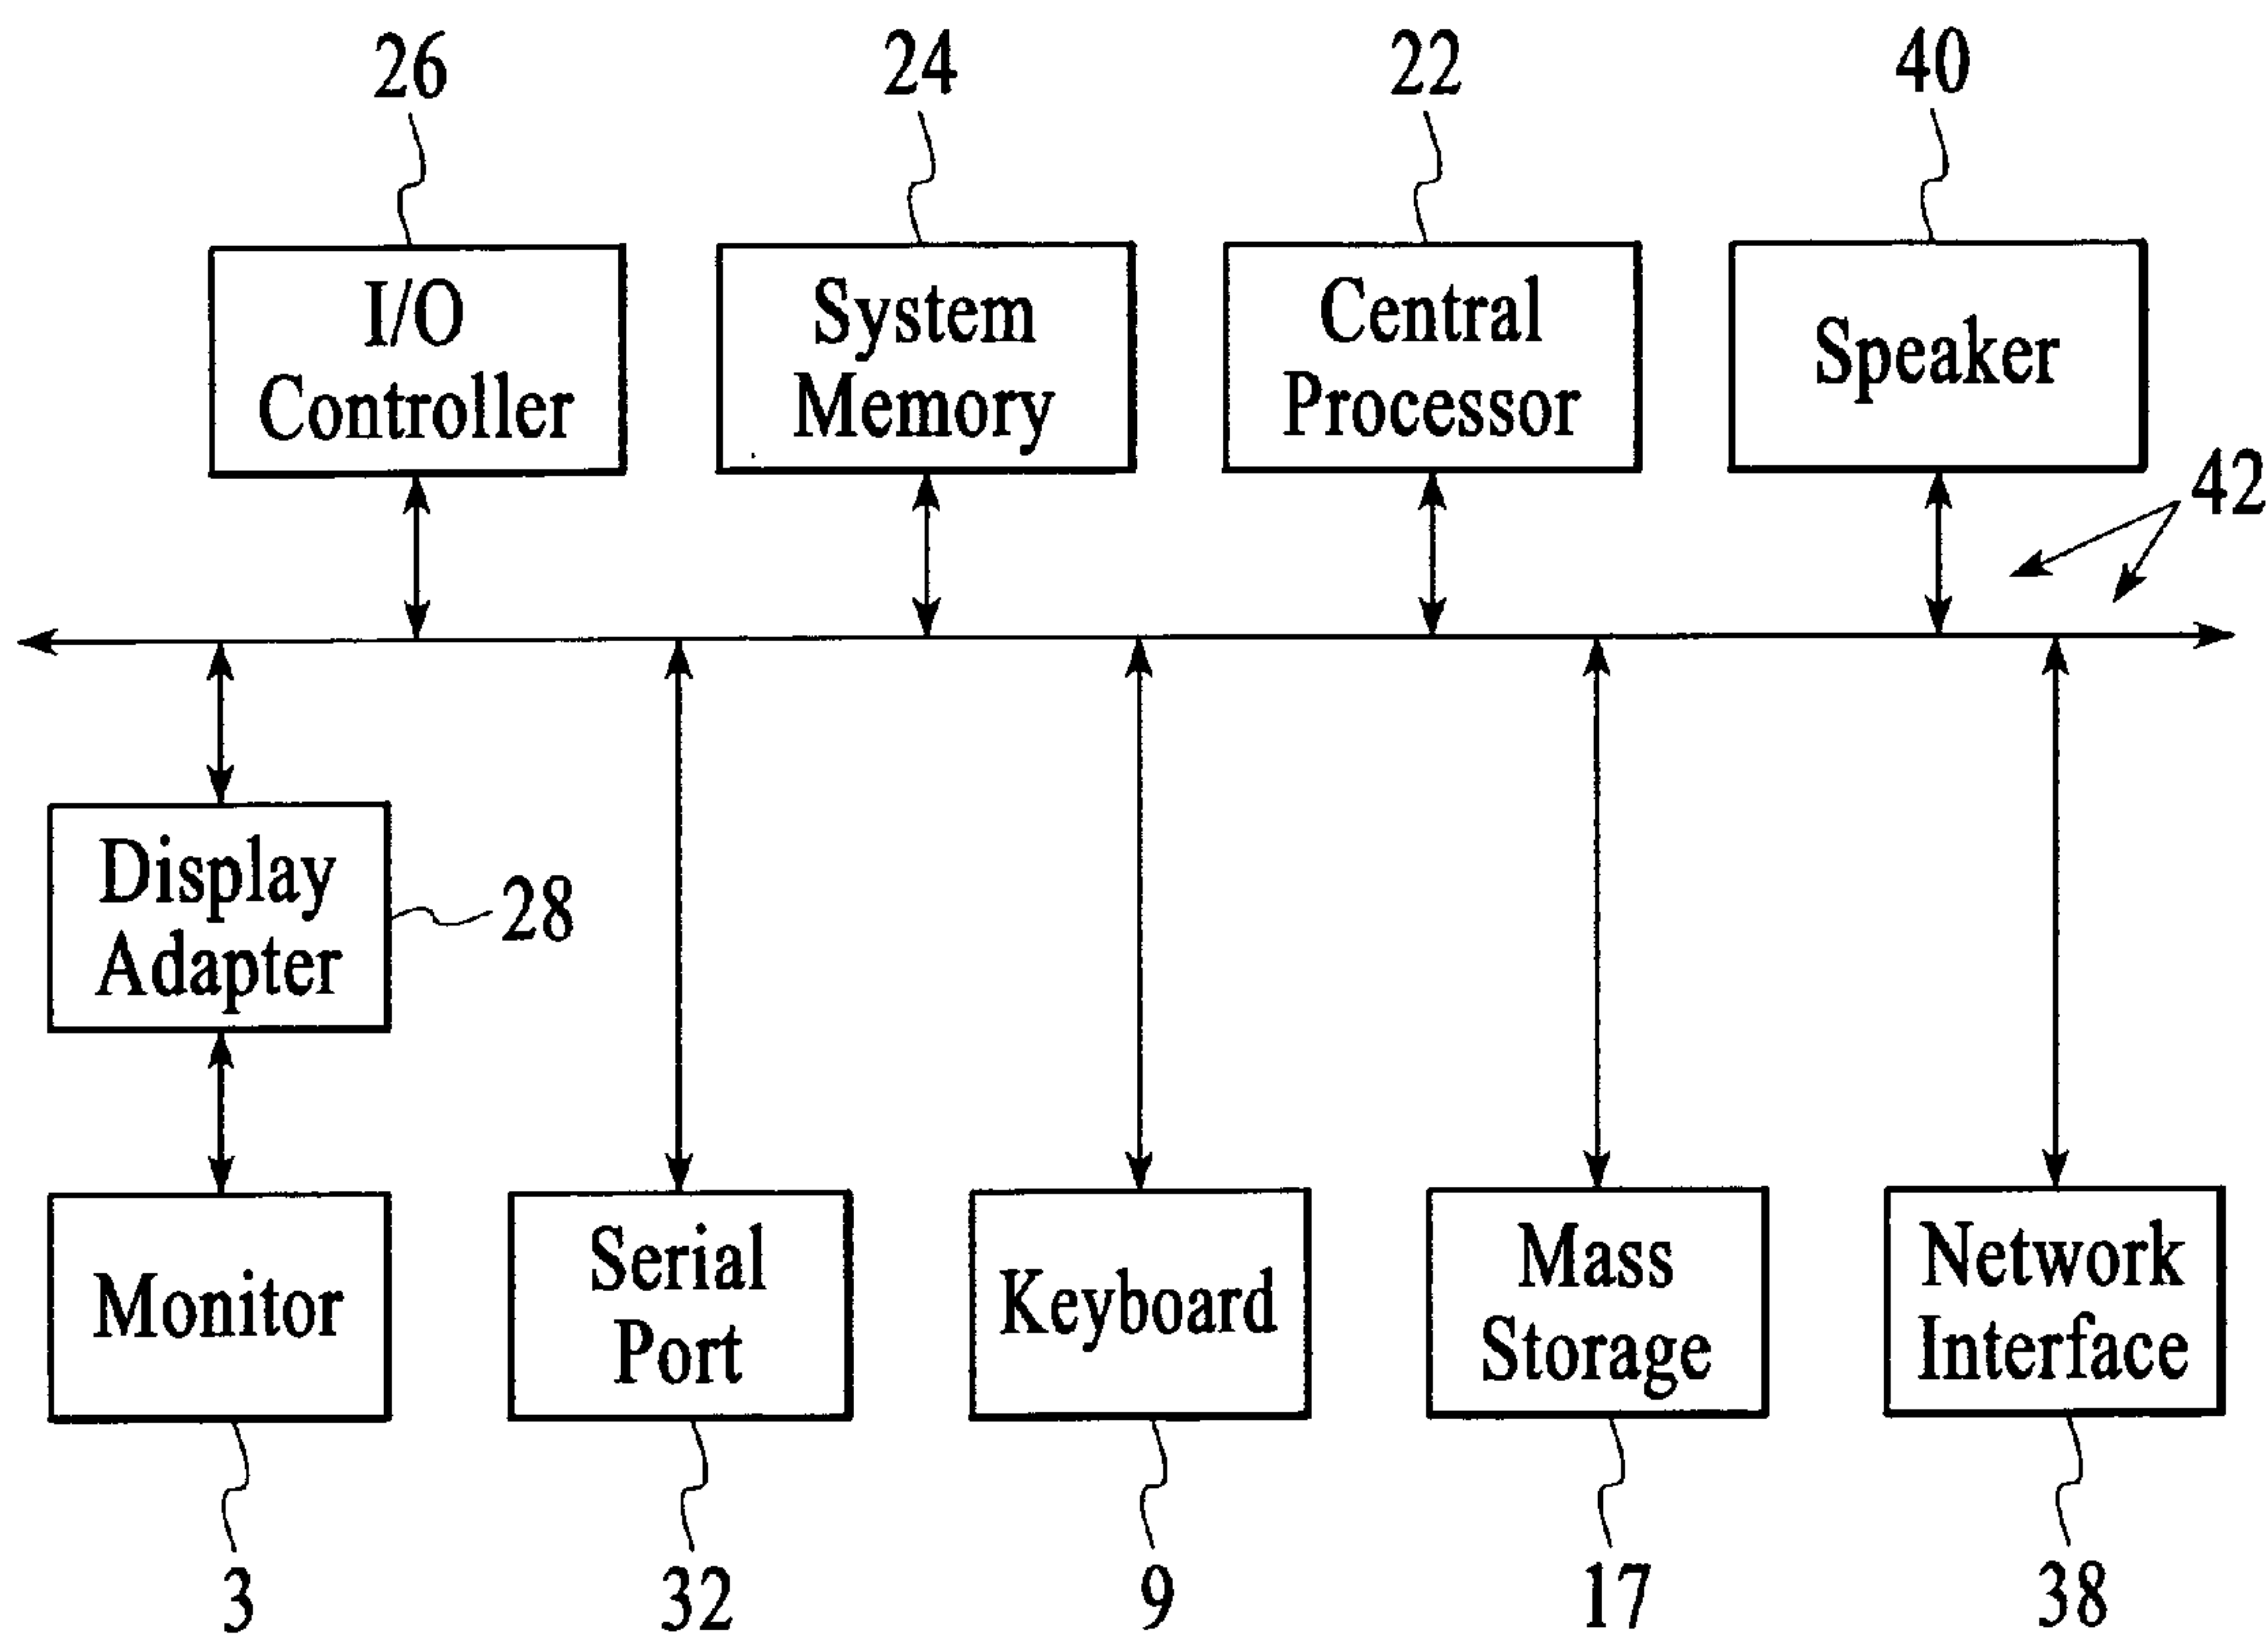 26
24
22
40
I/O
Controller
System
Memory
Central
Processor
Speaker
42
Display
Adapter
28
Monitor
Serial
Port
Keyboard
Mass
Storage
Network
Interface
3
32
9
17
38